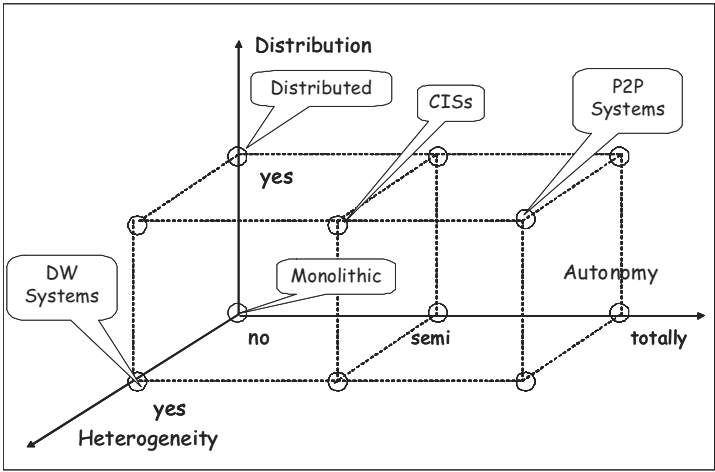 Distribution
Distributed
CISs
P2P
Systems
yes
DW
Systems
Monolithic
Autonomy
no
semi
totally
yes
Heterogeneity